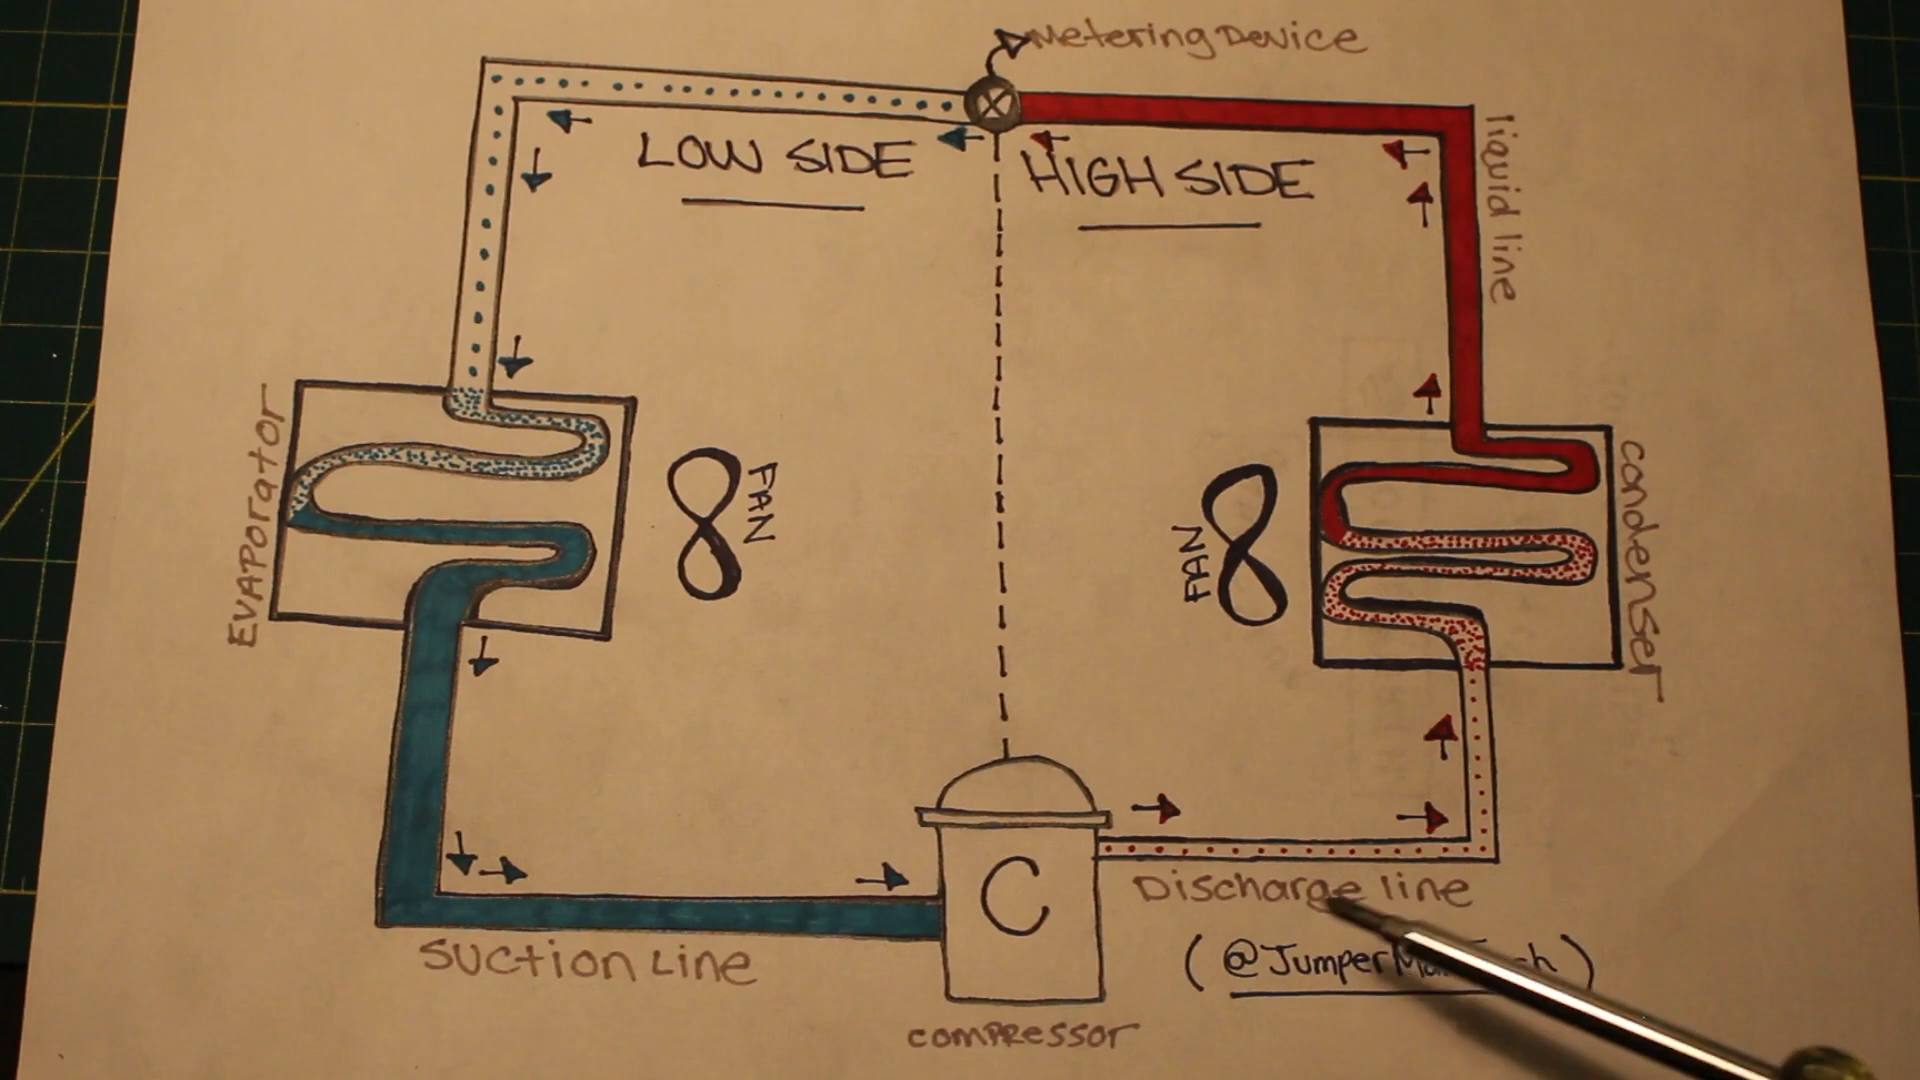 Metering Device
LOW SIDE
HIGH SIDE
liquid line
EVAPorator
FAN
FAN
condenser
C
Discharge line
Suction Line
compressor